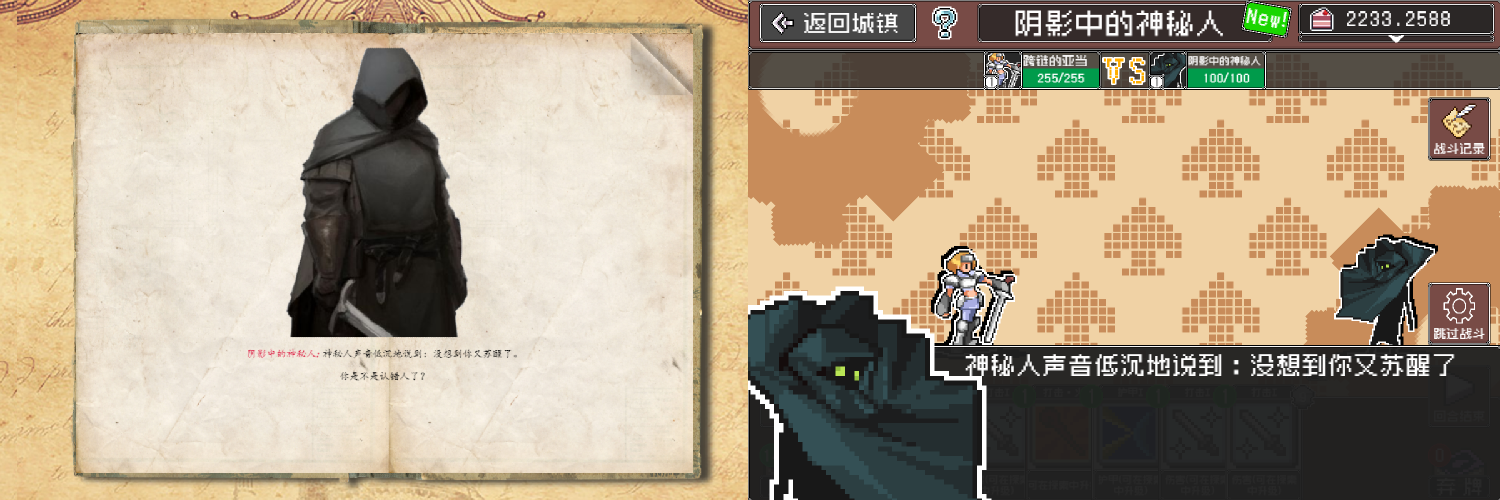 阴影中的神秘人: 神秘人声音低沉地说到：没想到你又苏醒了。
你是不是认错人了？
返回城镇
阴影中的神秘人
New!
2233.2588
跨链的亚当
255/255
VS
阴影中的神秘人
100/100
战斗记录
跳过战斗
神秘人声音低沉地说到：没想到你又苏醒了